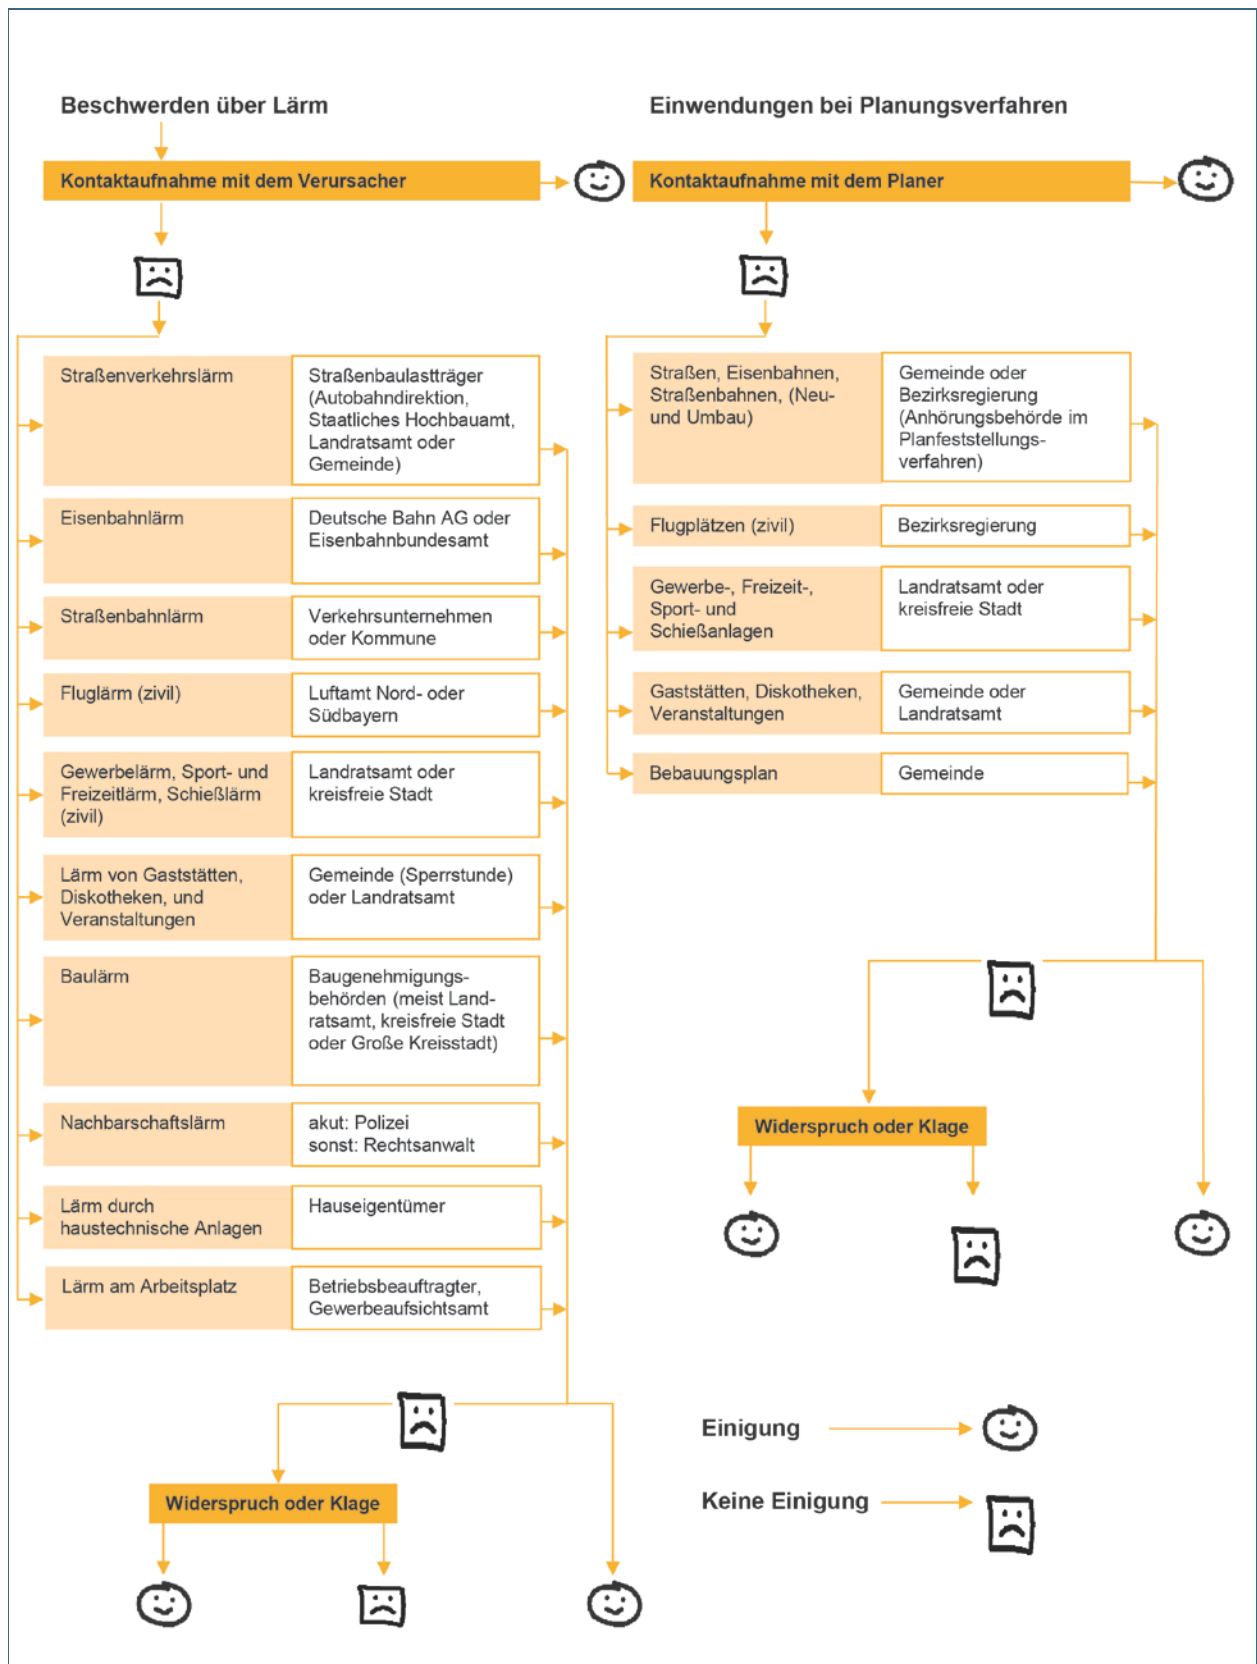 Beschwerden über Lärm
Kontaktaufnahme mit dem Verursacher
Straßenverkehrslärm
Straßenbaulastträger
(Autobahndirektion,
Staatliches Hochbauamt,
Landratsamt oder
Gemeinde)
Eisenbahnlärm
Deutsche Bahn AG oder
Eisenbahnbundesamt
Straßenbahnlärm
Verkehrsunternehmen
oder Kommune
Fluglärm (zivil)
Luftamt Nord- oder
Südbayern
Gewerbelärm, Sport- und
Freizeitlärm, Schießlärm
(zivil)
Landratsamt oder
kreisfreie Stadt
Lärm von Gaststätten,
Diskotheken, und
Veranstaltungen
Gemeinde (Sperrstunde)
oder Landratsamt
Baulärm
Baugenehmigungs-
behörden (meist Land-
ratsamt, kreisfreie Stadt
oder Große Kreisstadt)
Nachbarschaftslärm
akut: Polizei
sonst: Rechtsanwalt
Lärm durch
haustechnische Anlagen
Hauseigentümer
Lärm am Arbeitsplatz
Betriebsbeauftragter,
Gewerbeaufsichtsamt
Widerspruch oder Klage
Einwendungen bei Planungsverfahren
Kontaktaufnahme mit dem Planer
Straßen, Eisenbahnen,
Straßenbahnen, (Neu-
und Umbau)
Gemeinde oder
Bezirksregierung
(Anhörungsbehörde im
Planfeststellungs-
verfahren)
Flugplätzen (zivil)
Bezirksregierung
Gewerbe-, Freizeit-,
Sport- und
Schießanlagen
Landratsamt oder
kreisfreie Stadt
Gaststätten, Diskotheken,
Veranstaltungen
Gemeinde oder
Landratsamt
Bebauungsplan
Gemeinde
Widerspruch oder Klage
Einigung
Keine Einigung